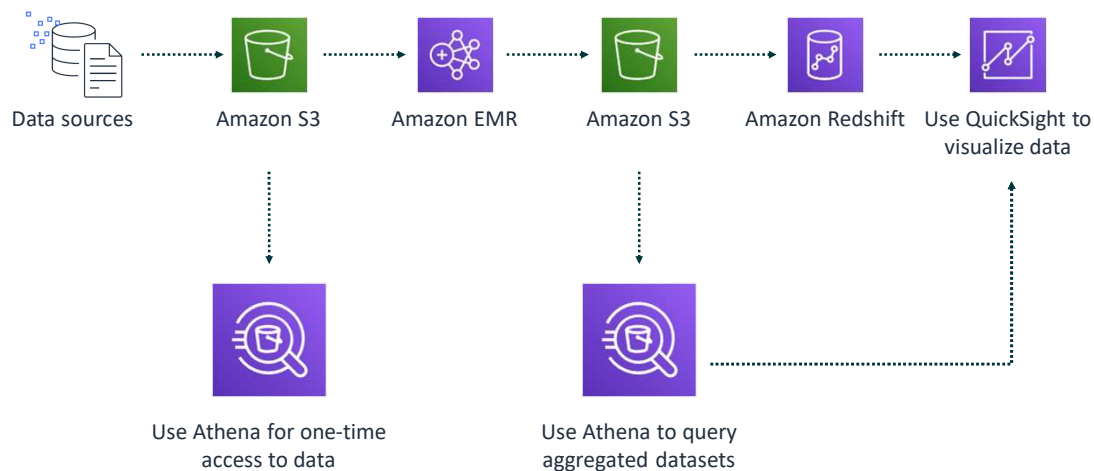 Data sources
Amazon S3
Amazon EMR
Amazon S3
Amazon Redshift
Use QuickSight to
visualize data
Use Athena for one-time
access to data
Use Athena to query
aggregated datasets